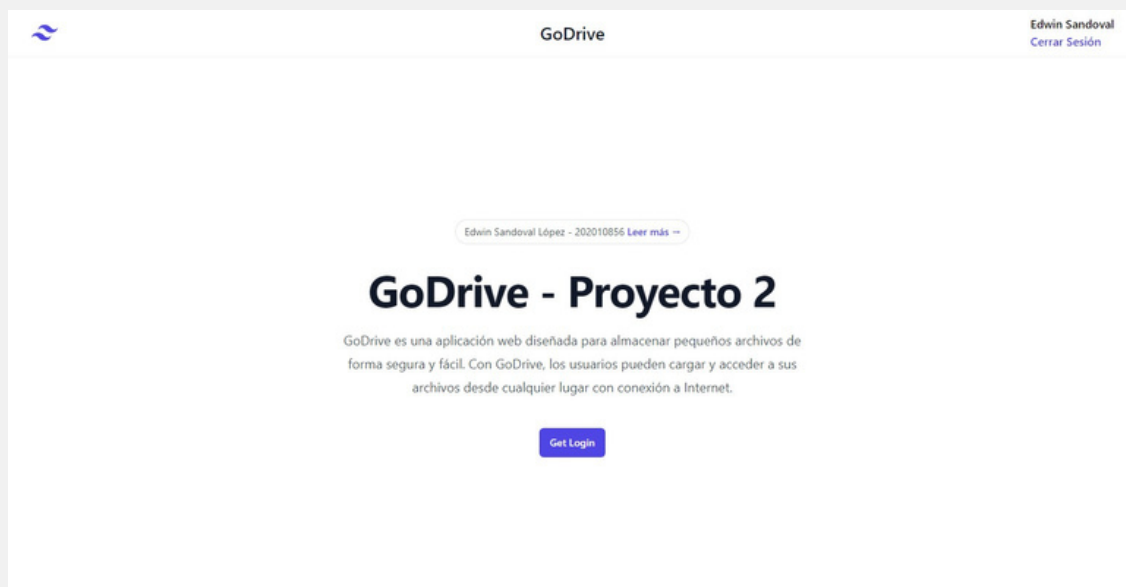 GoDrive
Edwin Sandoval
Cerrar Sesión
Edwin Sandoval López - 202010856 Leer más →
GoDrive - Proyecto 2
GoDrive es una aplicación web diseñada para almacenar pequeños archivos de
forma segura y fácil. Con GoDrive, los usuarios pueden cargar y acceder a sus
archivos desde cualquier lugar con conexión a Internet.
Get Login